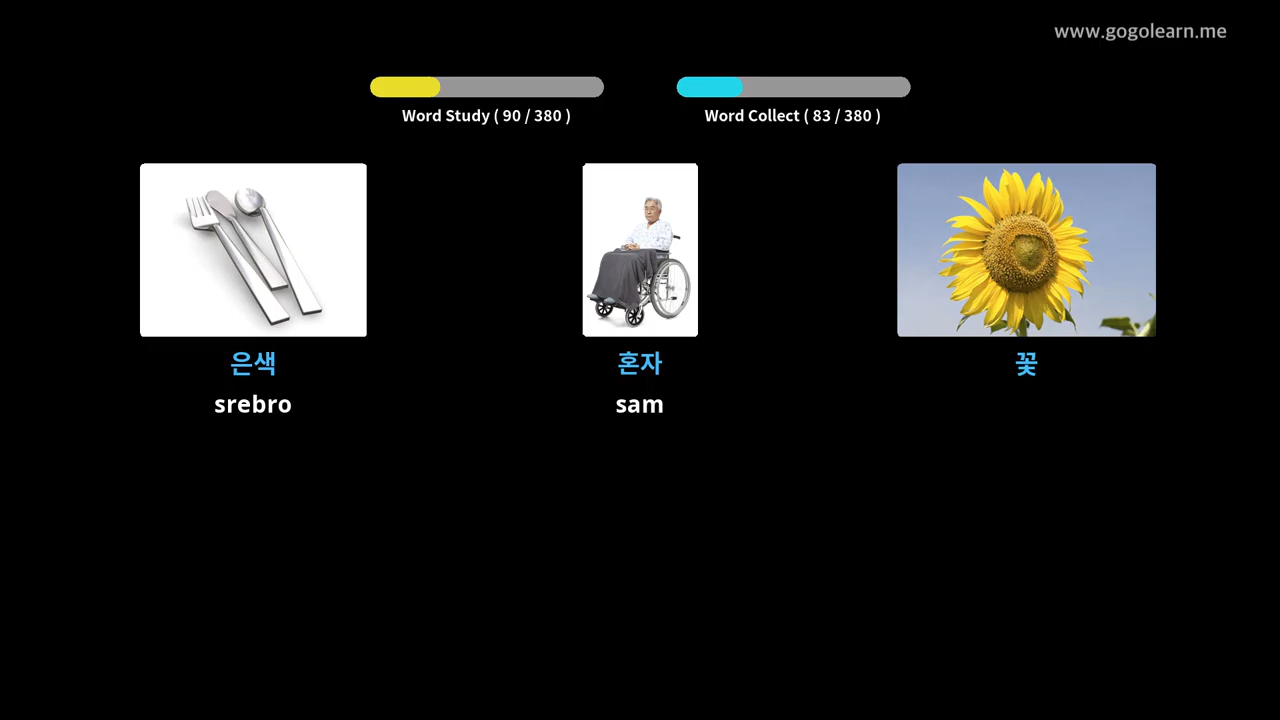 www.gogolearn.me
Word Study ( 90 / 380 )
Word Collect ( 83 / 380 )
은색
혼자
꽃
srebro
sam